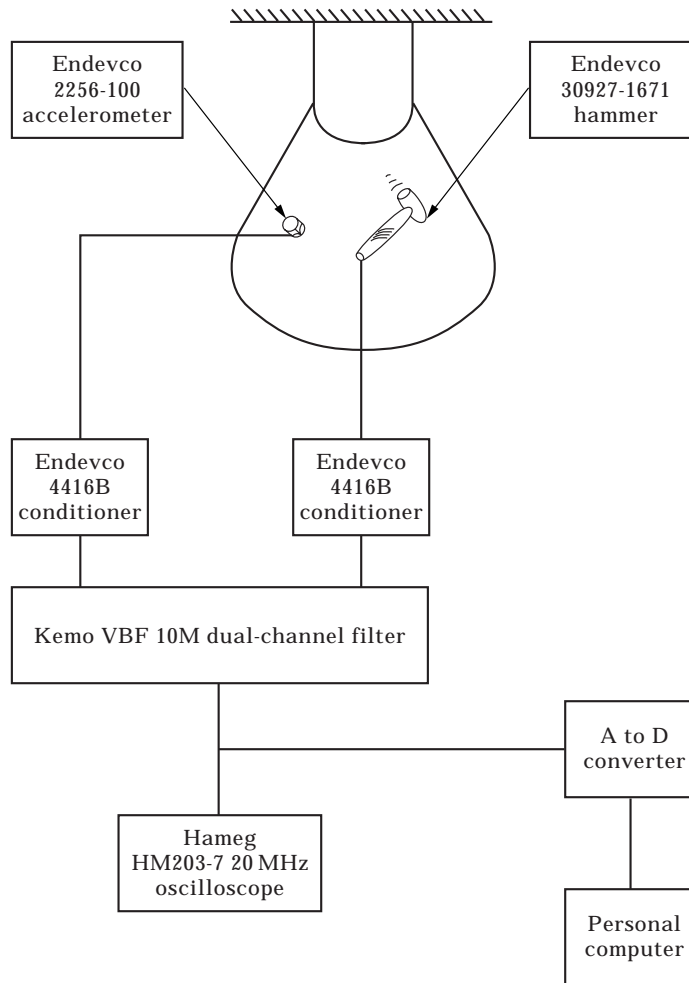 Endevco
2256-100
accelerometer
Endevco
30927-1671
hammer
Endevco
4416B
conditioner
Endevco
4416B
conditioner
Kemo VBF 10M dual-channel filter
A to D
converter
Hameg
HM203-7 20 MHz
oscilloscope
Personal
computer